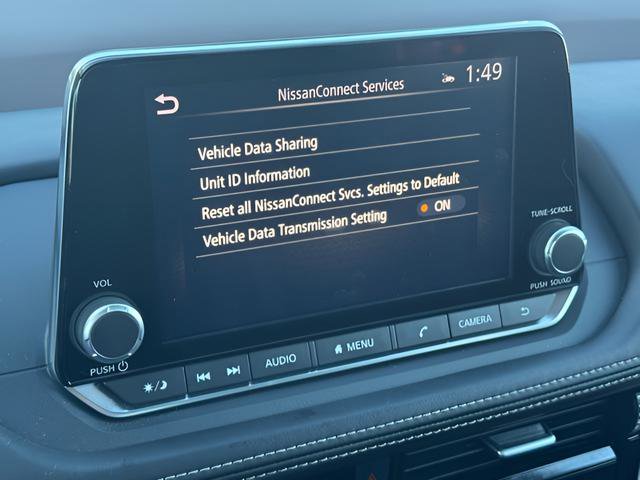 NissanConnect Services
1:49
Vehicle Data Sharing
Unit ID Information
Reset all NissanConnect Svcs. Settings to Default
Vehicle Data Transmission Setting ON
VOL
PUSH
TUNE·SCROLL
PUSH SOUND
AUDIO
MENU
CAMERA